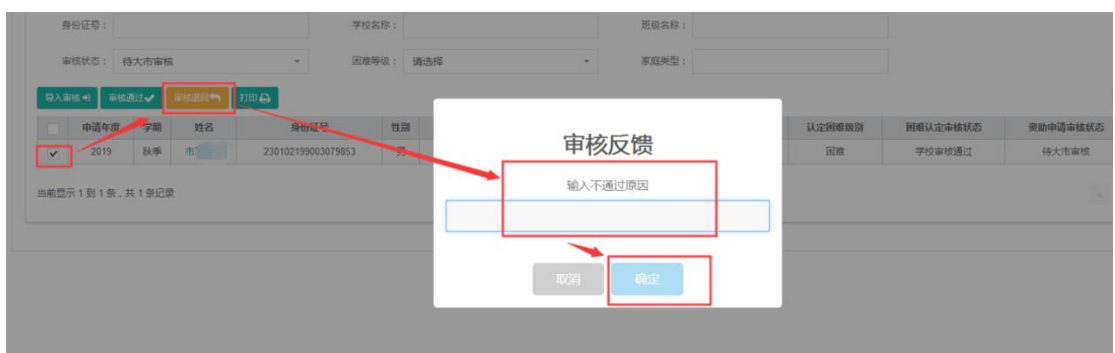 身份证号： 学校名称： 班级名称：
审核状态： 待大市审核 困难等级： 请选择 家庭类型：
导入审核 审核通过 审核退回 打印
申请年度 学期 姓名 身份证号 性别 认定困难级别 困难认定审核状态 资助申请审核状态
2019 秋季 市 230102199003079853 男 困难 学校审核通过 待大市审核
当前显示 1 到 1 条，共 1 条记录
审核反馈
输入不通过原因
取消 确定